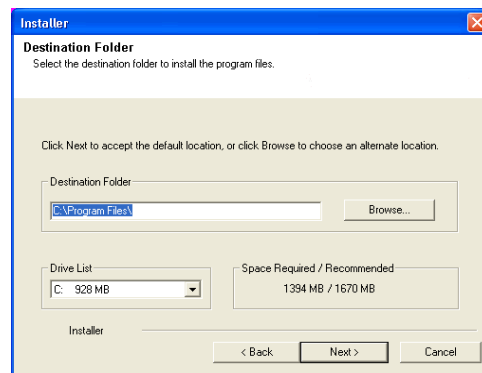 Installer
Destination Folder
Select the destination folder to install the program files.
Click Next to accept the default location, or click Browse to choose an alternate location.
Destination Folder
C:\Program Files\
Browse...
Drive List
Space Required / Recommended
C: 928 MB
1394 MB / 1670 MB
Installer
< Back
Next >
Cancel